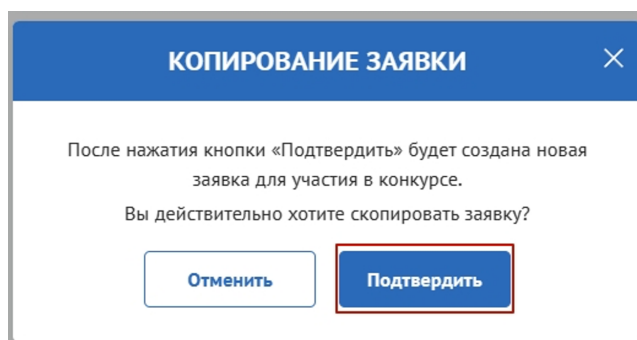 КОПИРОВАНИЕ ЗАЯВКИ
После нажатия кнопки «Подтвердить» будет создана новая
заявка для участия в конкурсе.
Вы действительно хотите скопировать заявку?
Отменить
Подтвердить